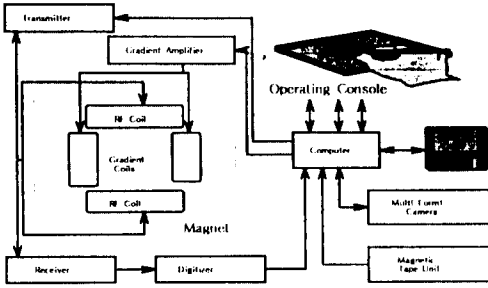 Transmitter
Gradient Amplifier
Operating Console
RF Coil
Gradient
Coils
Computer
RF Coil
Multi Format
Camera
Magnet
Magnetic
Tape Unit
Receiver
Digitizer